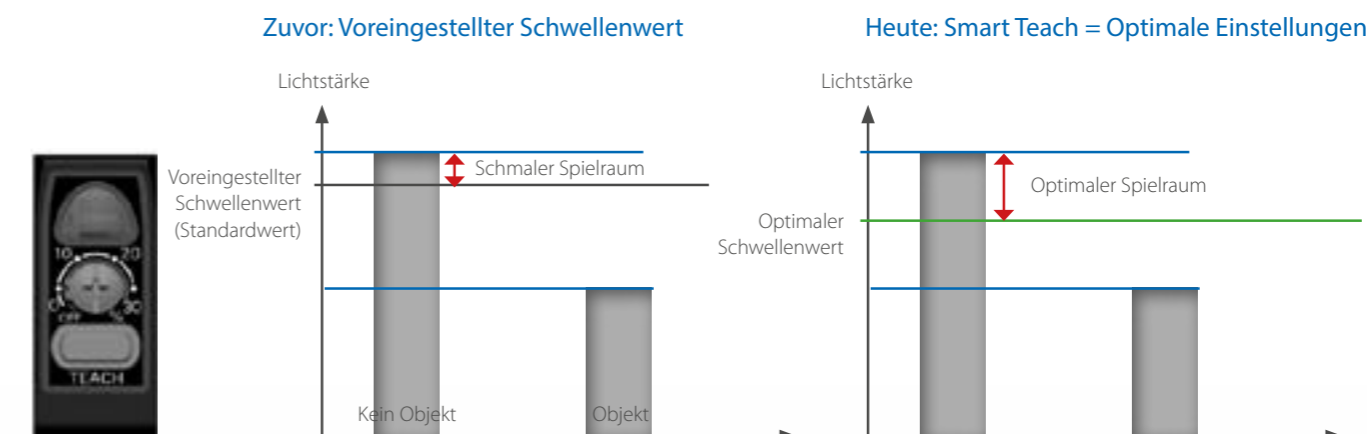 Zuvor: Voreingestellter Schwellenwert
Heute: Smart Teach = Optimale Einstellungen
Lichtstärke
Voreingestellter
Schwellenwert
(Standardwert)
Schmaler Spielraum
Kein Objekt
Objekt
Lichtstärke
Optimaler
Schwellenwert
Optimaler Spielraum
10 20
0 30
OFF %
TEACH